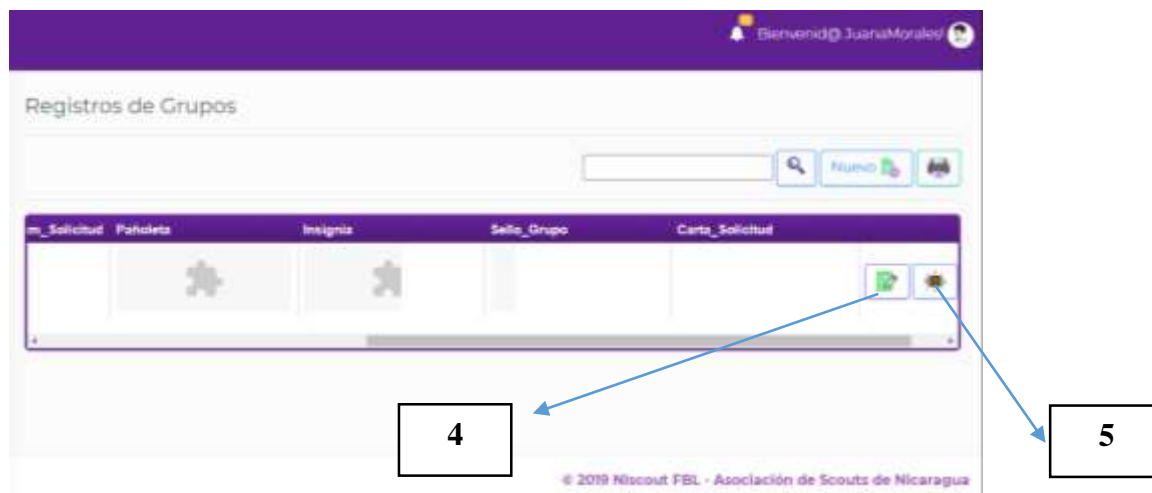 Bienvenid@ JuanaMorales!
Registros de Grupos
Nuevo
m_Solicitud Pañoleta Insignia Sello_Grupo Carta_Solicitud
4
5
© 2019 Niscout FBL - Asociación de Scouts de Nicaragua